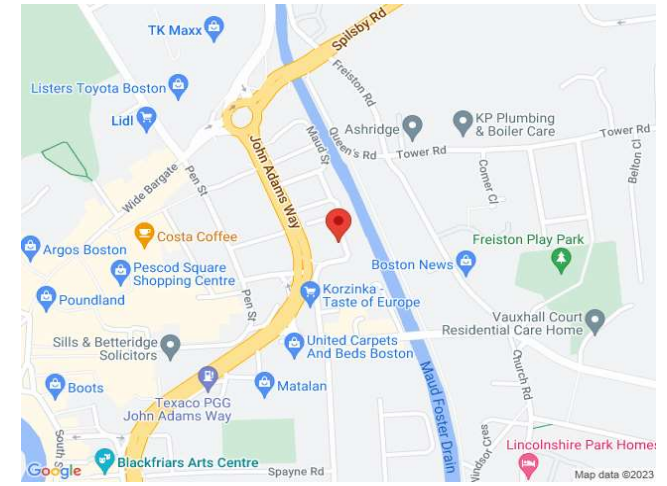 TK Maxx
Spilsby Rd
Listers Toyota Boston
Freiston Rd
Lidl
Ashridge
KP Plumbing
& Boiler Care
Maud St
Queen's Rd
Tower Rd
Tower Rd
John Adams Way
Belton Cl
Pen St
Comer Cl
Wide Bargate
Costa Coffee
Freiston Play Park
Argos Boston
Pescod Square
Shopping Centre
Boston News
Korzinka -
Taste of Europe
Poundland
Pen St
Vauxhall Court
Residential Care Home
Sills & Betteridge
Solicitors
United Carpets
And Beds Boston
Church Rd
Boots
Texaco PGG
John Adams Way
Matalan
Maud Foster Drain
South S
Windsor Cres
Lincolnshire Park Homes
Blackfriars Arts Centre
Spayne Rd
Google
Map data ©2023